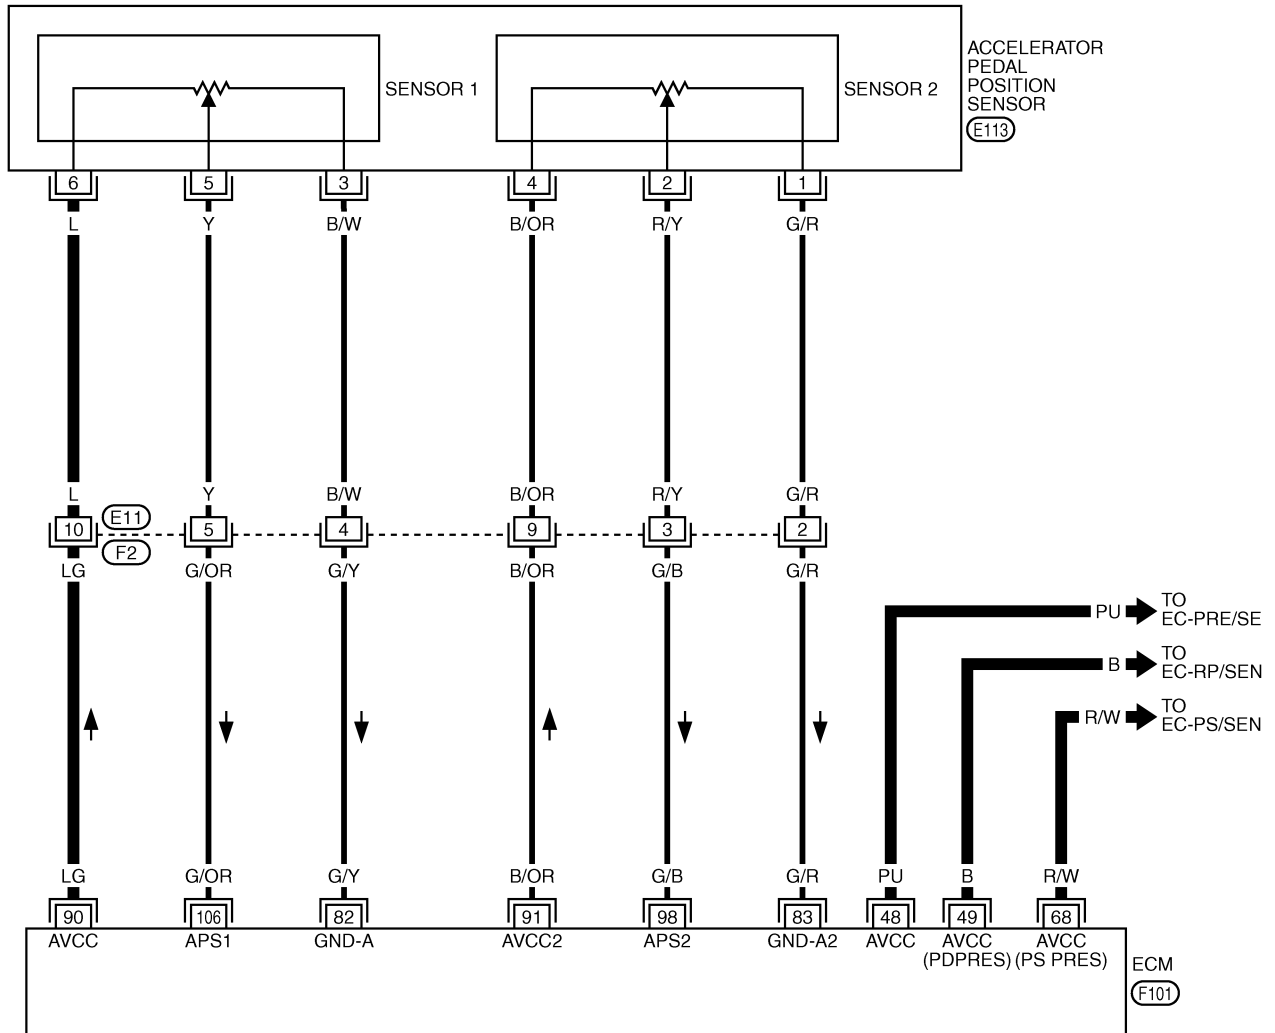 ACCELERATOR
PEDAL
POSITION
SENSOR
E113
SENSOR 1
SENSOR 2
6 5 3 4 2 1
L Y B/W B/OR R/Y G/R
L Y B/W B/OR R/Y G/R
E11
10 5 4 9 3 2
F2
LG G/OR G/Y B/OR G/B G/R
PU
TO
EC-PRE/SE
B
TO
EC-RP/SEN
R/W
TO
EC-PS/SEN
LG G/OR G/Y B/OR G/B G/R PU B R/W
90 106 82 91 98 83 48 49 68
AVCC APS1 GND-A AVCC2 APS2 GND-A2 AVCC AVCC AVCC
(PDPRES) (PS PRES)
ECM
F101